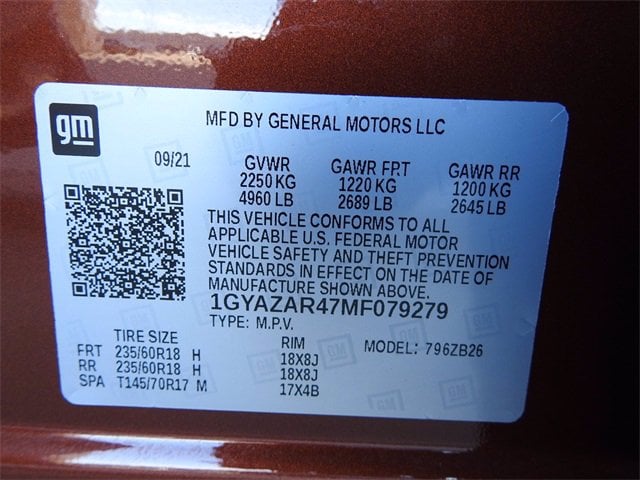 gm
MFD BY GENERAL MOTORS LLC
09/21 GVWR GAWR FRT GAWR RR
2250 KG 1220 KG 1200 KG
4960 LB 2689 LB 2645 LB
THIS VEHICLE CONFORMS TO ALL
APPLICABLE U.S. FEDERAL MOTOR
VEHICLE SAFETY AND THEFT PREVENTION
STANDARDS IN EFFECT ON THE DATE OF
MANUFACTURE SHOWN ABOVE.
1GYAZAR47MF079279
TYPE: M.P.V.
TIRE SIZE RIM MODEL: 796ZB26
FRT 235/60R18 H 18X8J
RR 235/60R18 H 18X8J
SPA T145/70R17 M 17X4B